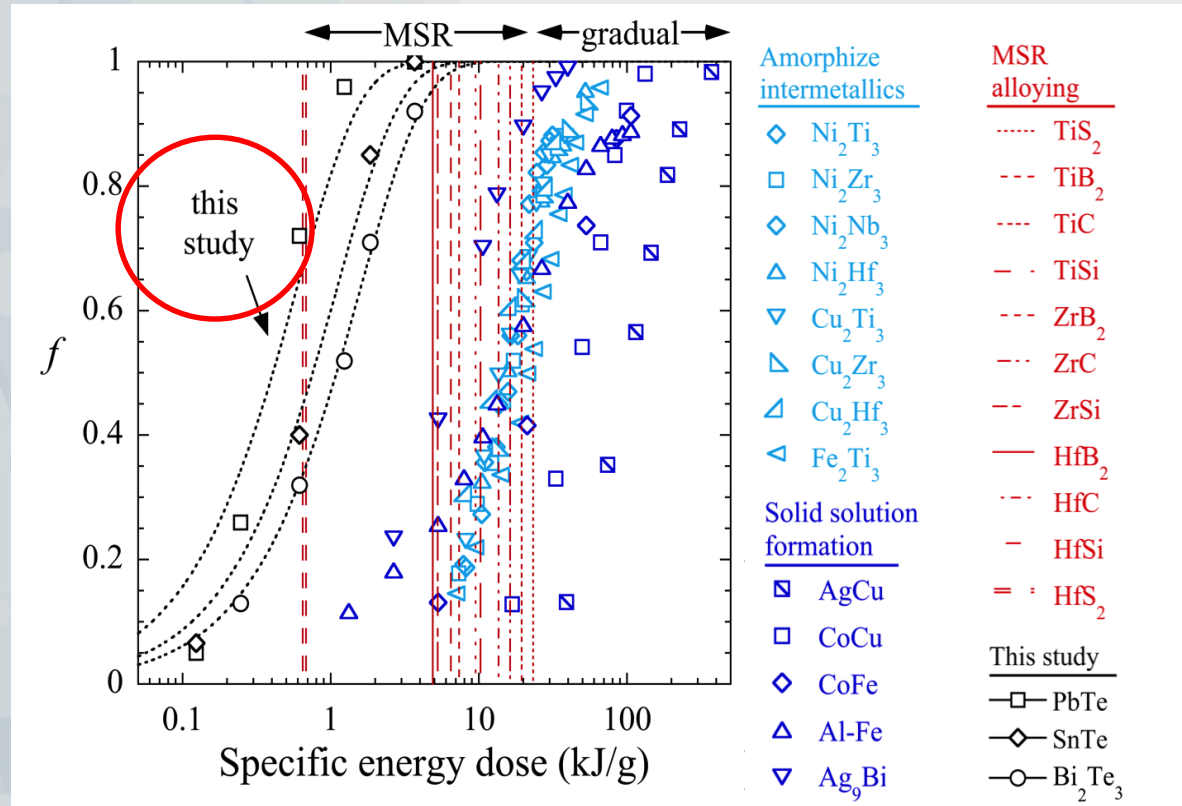 MSR gradual
1
0.8
0.6
0.4
0.2
0
f
this
study
0.1 1 10 100
Specific energy dose (kJ/g)
Amorphize
intermetallics
Ni₂Ti₃
Ni₂Zr₃
Ni₂Nb₃
Ni₂Hf₃
Cu₂Ti₃
Cu₂Zr₃
Cu₂Hf₃
Fe₂Ti₃
Solid solution
formation
AgCu
CoCu
CoFe
Al-Fe
Ag₉Bi
MSR
alloying
TiS₂
TiB₂
TiC
TiSi
ZrB₂
ZrC
ZrSi
HfB₂
HfC
HfSi
HfS₂
This study
PbTe
SnTe
Bi₂Te₃